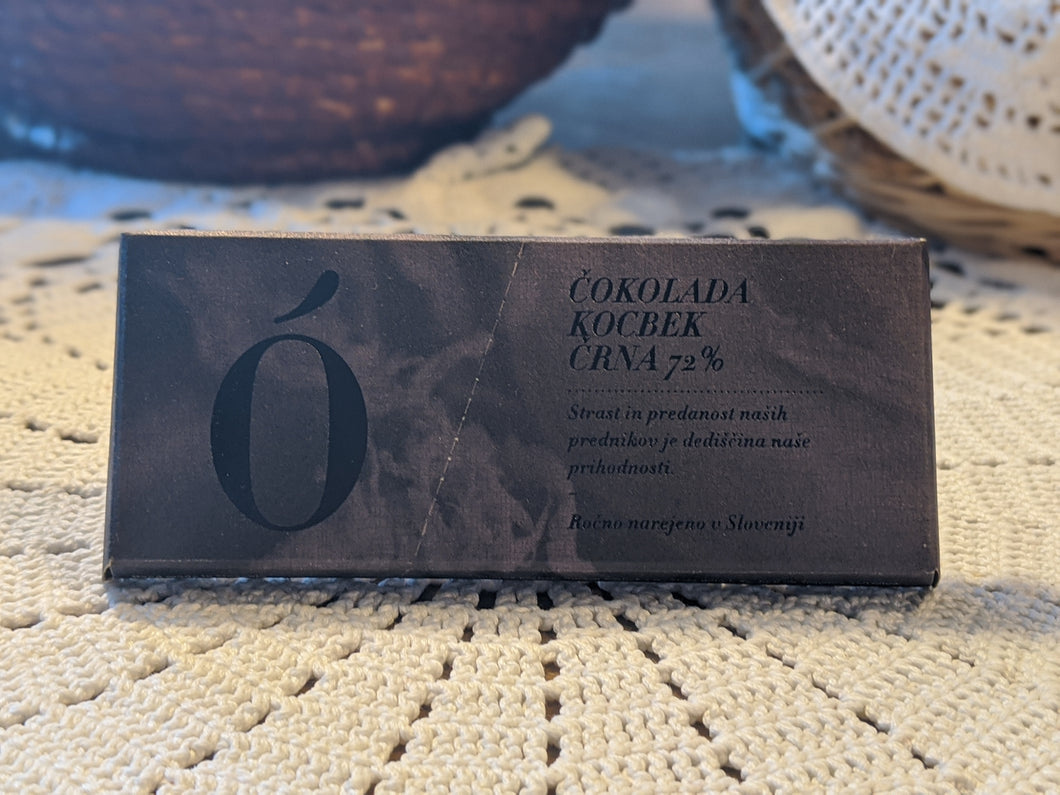 Ó
ČOKOLADA
KOCBEK
ČRNA 72%
Strast in predanost naših
prednikov je dediščina naše
prihodnosti.
Ročno narejeno v Sloveniji